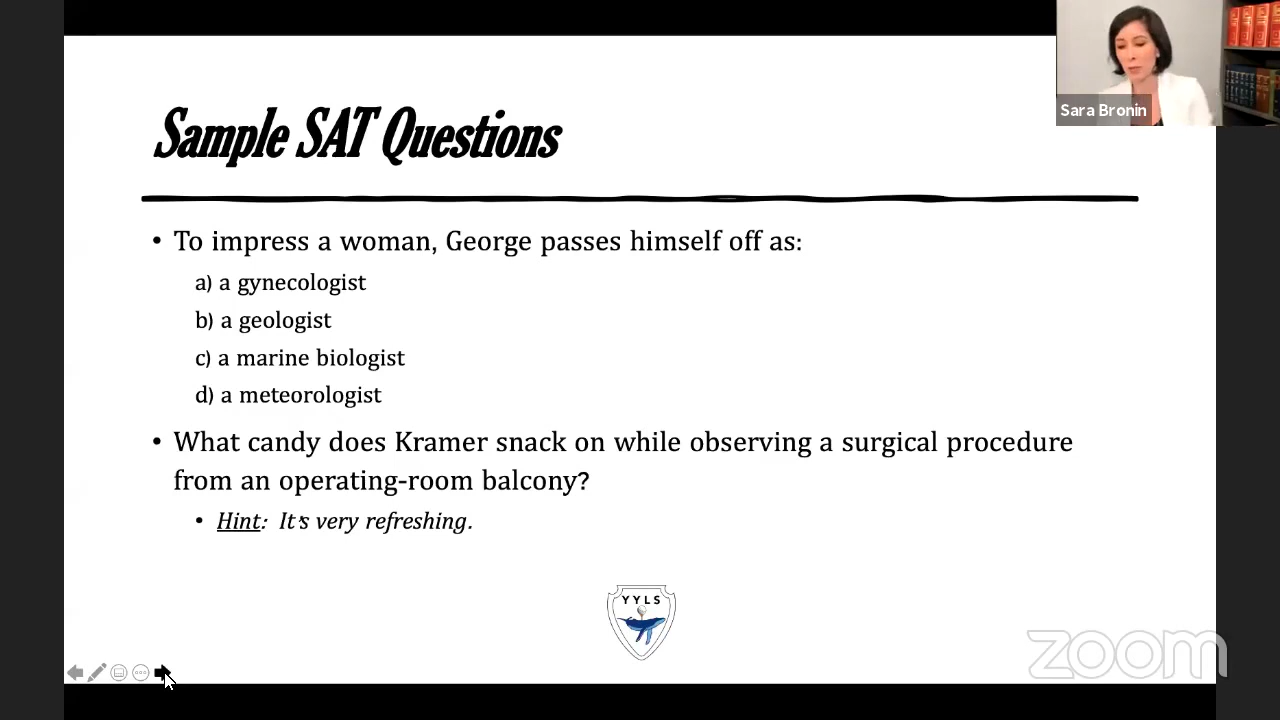 Sara Bronin
Sample SAT Questions
• To impress a woman, George passes himself off as:
a) a gynecologist
b) a geologist
c) a marine biologist
d) a meteorologist
• What candy does Kramer snack on while observing a surgical procedure
from an operating-room balcony?
• Hint: It's very refreshing.
YYLS
zoom